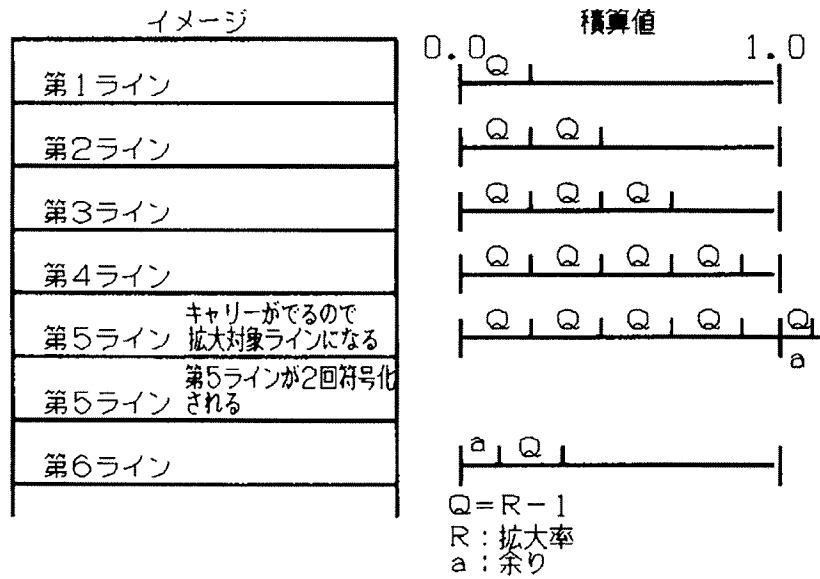 イメージ
積算値
0.0
1.0
第1ライン
Q
第2ライン
Q Q
第3ライン
Q Q Q
第4ライン
Q Q Q Q
第5ライン
キャリーがでるので
拡大対象ラインになる
Q Q Q Q Q
a
第5ライン
第5ラインが2回符号化
される
第6ライン
a Q
Q=R-1
R:拡大率
a:余り